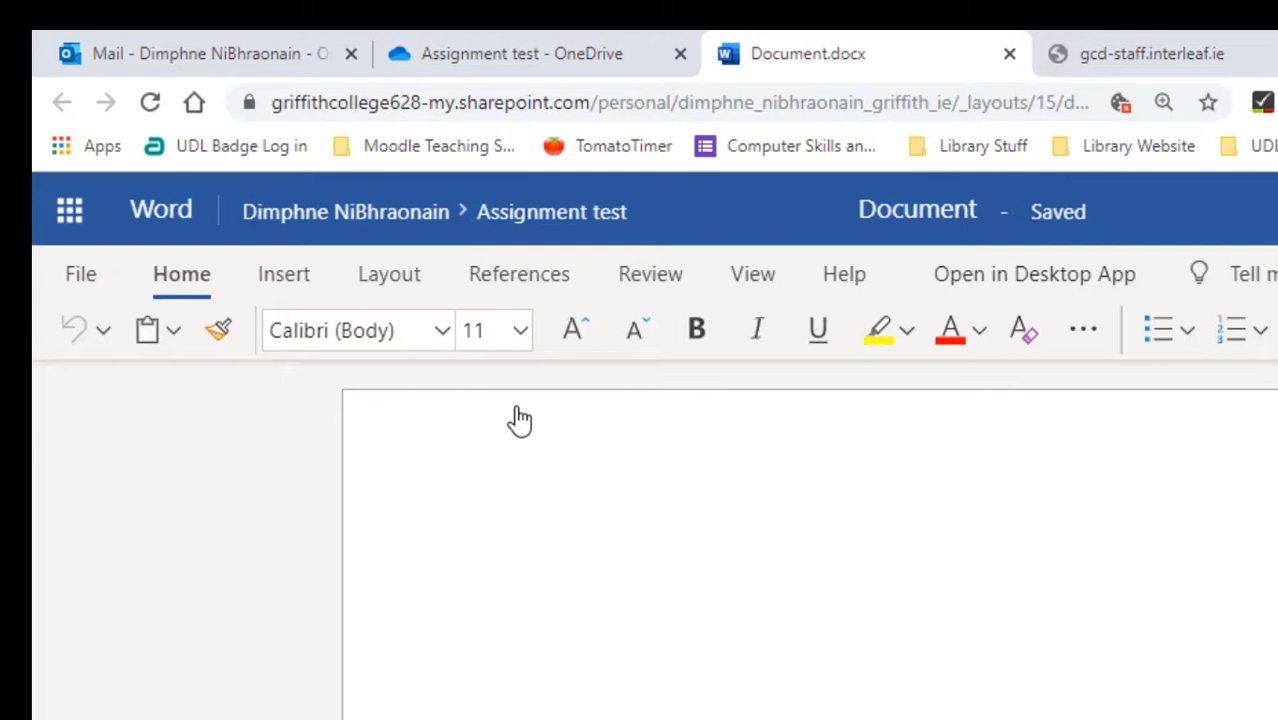 Mail - Dimphne NiBhraonain - O
Assignment test - OneDrive
Document.docx
gcd-staff.interleaf.ie
griffithcollege628-my.sharepoint.com/personal/dimphne_nibhraonain_griffith_ie/_layouts/15/d...
Apps
UDL Badge Log in
Moodle Teaching S...
TomatoTimer
Computer Skills an...
Library Stuff
Library Website
UDL
Word
Dimphne NiBhraonain > Assignment test
Document - Saved
File
Home
Insert
Layout
References
Review
View
Help
Open in Desktop App
Tell m
Calibri (Body)
11
A
A
B
I
U
A
A